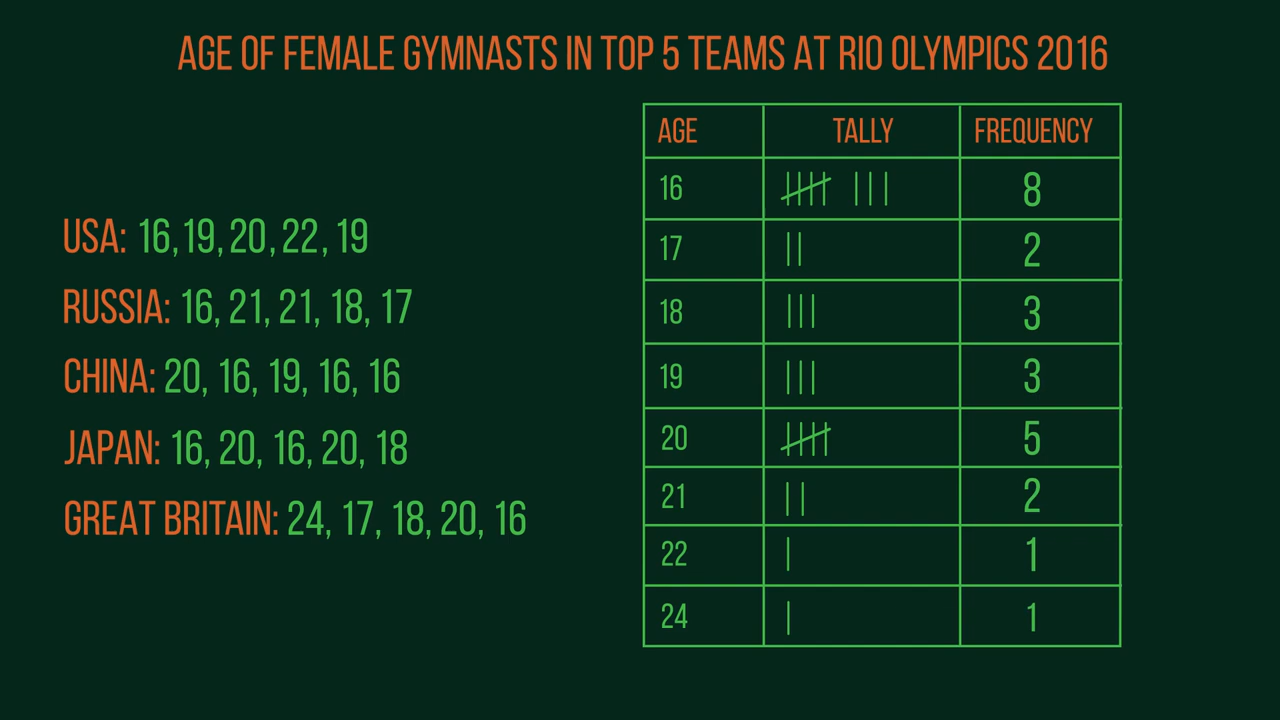 AGE OF FEMALE GYMNASTS IN TOP 5 TEAMS AT RIO OLYMPICS 2016
USA: 16, 19, 20, 22, 19
RUSSIA: 16, 21, 21, 18, 17
CHINA: 20, 16, 19, 16, 16
JAPAN: 16, 20, 16, 20, 18
GREAT BRITAIN: 24, 17, 18, 20, 16
AGE TALLY FREQUENCY
16 8
17 2
18 3
19 3
20 5
21 2
22 1
24 1